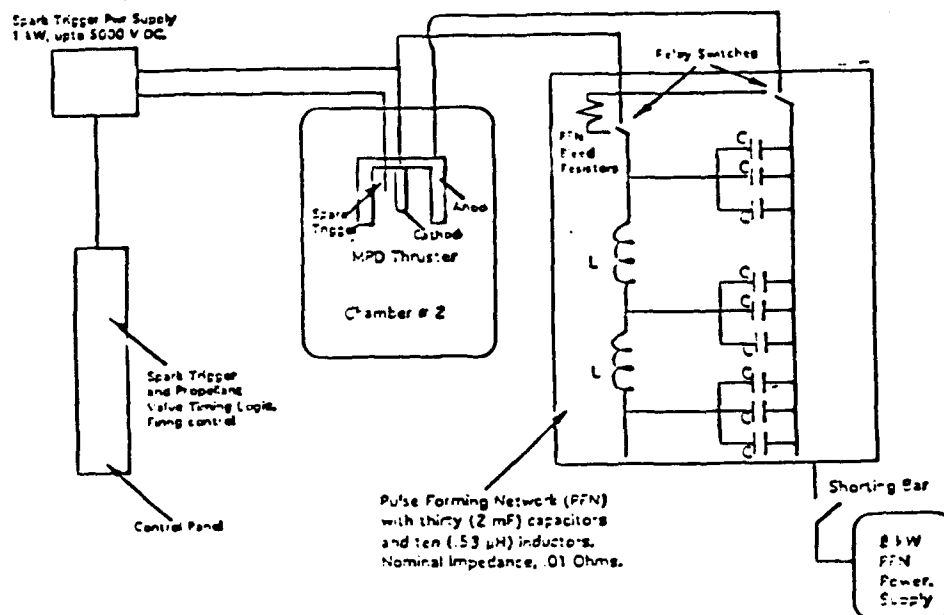 Spark Trigger Pwr Supply
1 kW, upto 5000 V DC.
Relay Switches
PFN
Bleed
Resistors
C
C
C
Spark
Trigger
Anode
Cathode
MPD Thruster
L
Chamber # 2
C
C
C
L
Spark Trigger
and Propellant
Valve Timing Logic,
Firing control
C
C
C
Control Panel
Pulse Forming Network (PFN)
with thirty (2 mF) capacitors
and ten (.53 µH) inductors.
Nominal Impedance, .01 Ohms.
Shorting Bar
kW
PFN
Power.
Supply